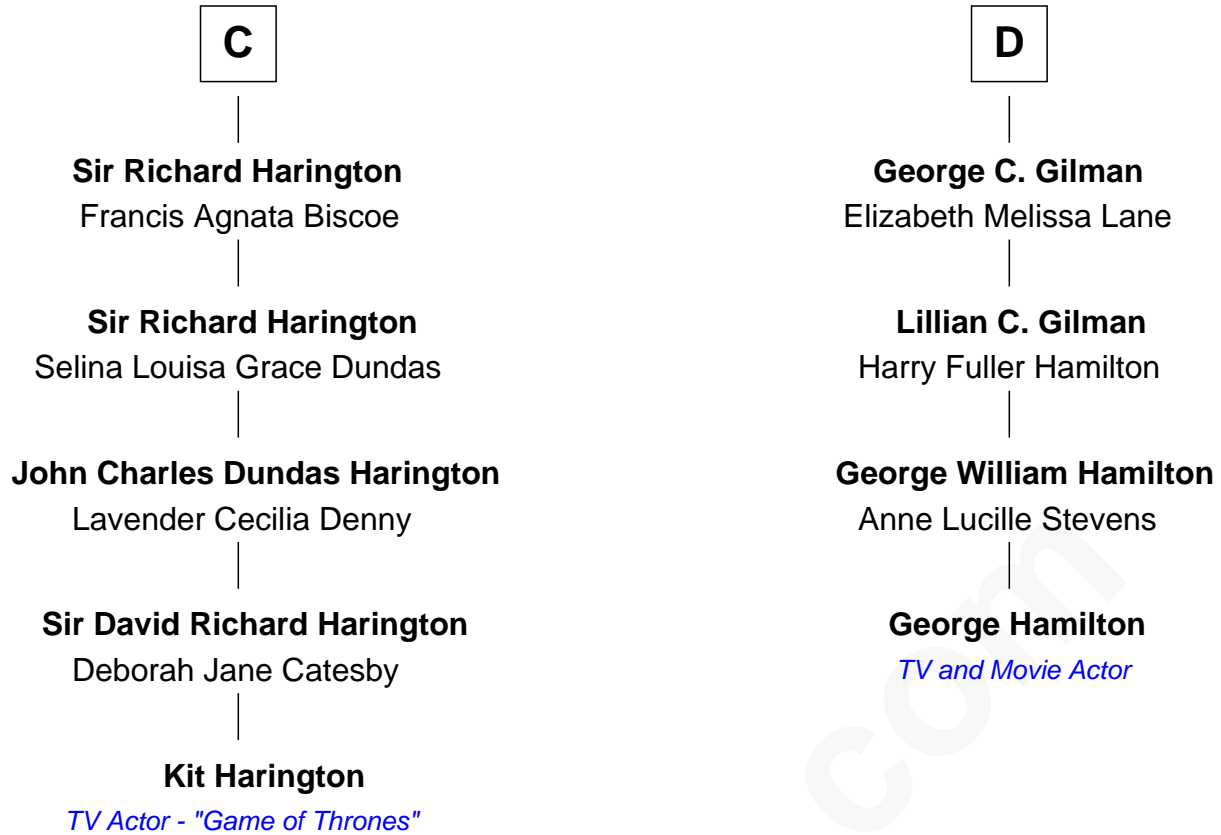 C
Sir Richard Harington
Francis Agnata Biscoe
Sir Richard Harington
Selina Louisa Grace Dundas
John Charles Dundas Harington
Lavender Cecilia Denny
Sir David Richard Harington
Deborah Jane Catesby
Kit Harington
TV Actor - "Game of Thrones"
D
George C. Gilman
Elizabeth Melissa Lane
Lillian C. Gilman
Harry Fuller Hamilton
George William Hamilton
Anne Lucille Stevens
George Hamilton
TV and Movie Actor
com